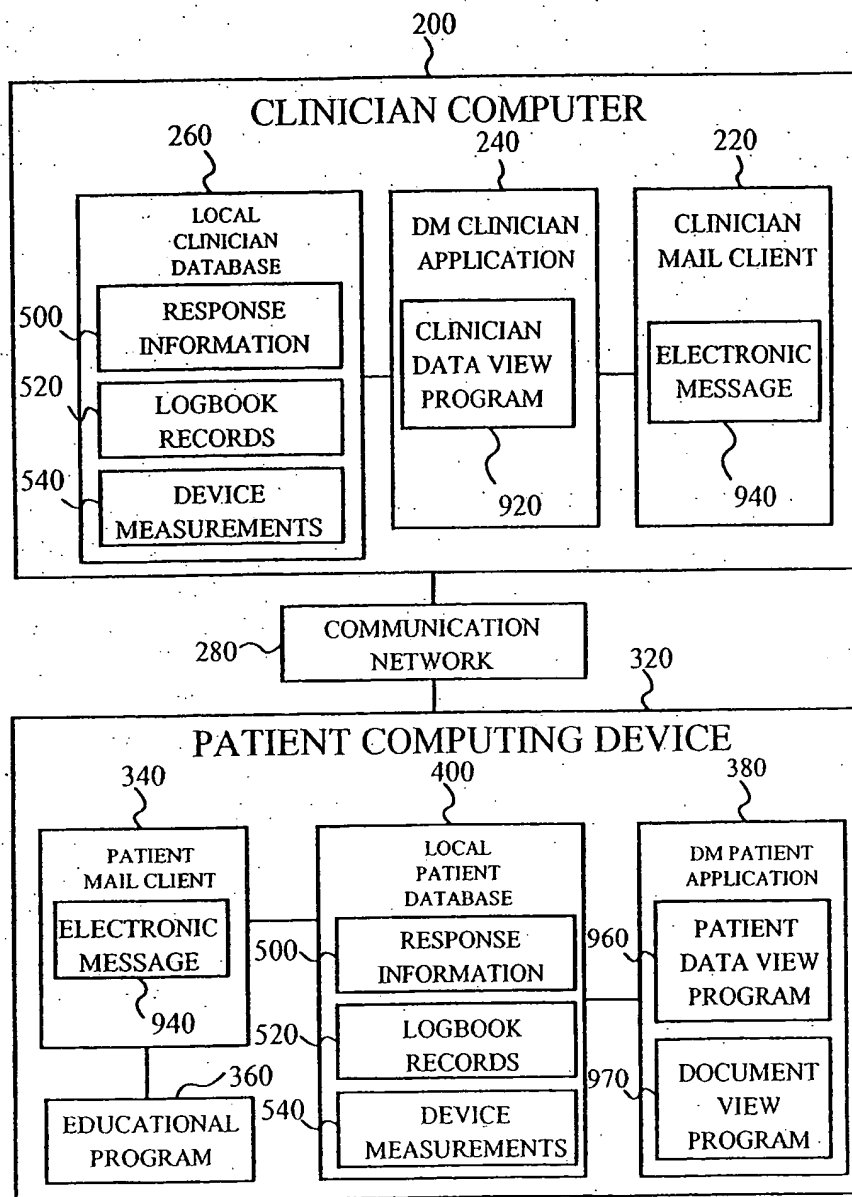 200
CLINICIAN COMPUTER
260
240
220
LOCAL
CLINICIAN
DATABASE
500
RESPONSE
INFORMATION
520
LOGBOOK
RECORDS
540
DEVICE
MEASUREMENTS
DM CLINICIAN
APPLICATION
CLINICIAN
DATA VIEW
PROGRAM
920
CLINICIAN
MAIL CLIENT
ELECTRONIC
MESSAGE
940
280
COMMUNICATION
NETWORK
320
PATIENT COMPUTING DEVICE
340
400
380
PATIENT
MAIL CLIENT
ELECTRONIC
MESSAGE
940
360
EDUCATIONAL
PROGRAM
LOCAL
PATIENT
DATABASE
500
RESPONSE
INFORMATION
520
LOGBOOK
RECORDS
540
DEVICE
MEASUREMENTS
DM PATIENT
APPLICATION
960
PATIENT
DATA VIEW
PROGRAM
970
DOCUMENT
VIEW
PROGRAM